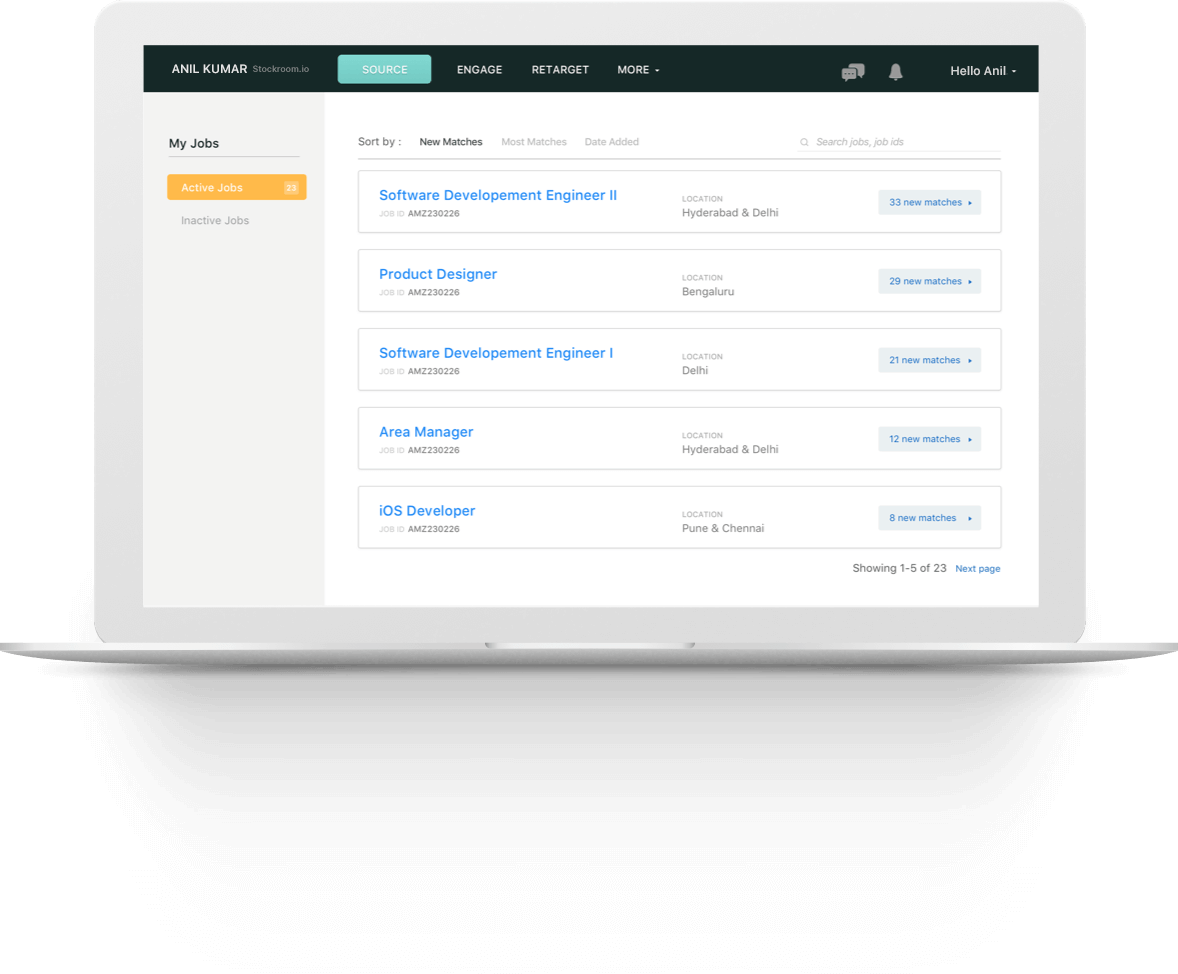 ANIL KUMAR Stockroom.io SOURCE ENGAGE RETARGET MORE Hello Anil
My Jobs
Active Jobs 23
Inactive Jobs
Sort by : New Matches Most Matches Date Added Search jobs, job ids
Software Developement Engineer II
JOB ID AMZ230226
LOCATION
Hyderabad & Delhi
33 new matches
Product Designer
JOB ID AMZ230226
LOCATION
Bengaluru
29 new matches
Software Developement Engineer I
JOB ID AMZ230226
LOCATION
Delhi
21 new matches
Area Manager
JOB ID AMZ230226
LOCATION
Hyderabad & Delhi
12 new matches
iOS Developer
JOB ID AMZ230226
LOCATION
Pune & Chennai
8 new matches
Showing 1-5 of 23 Next page